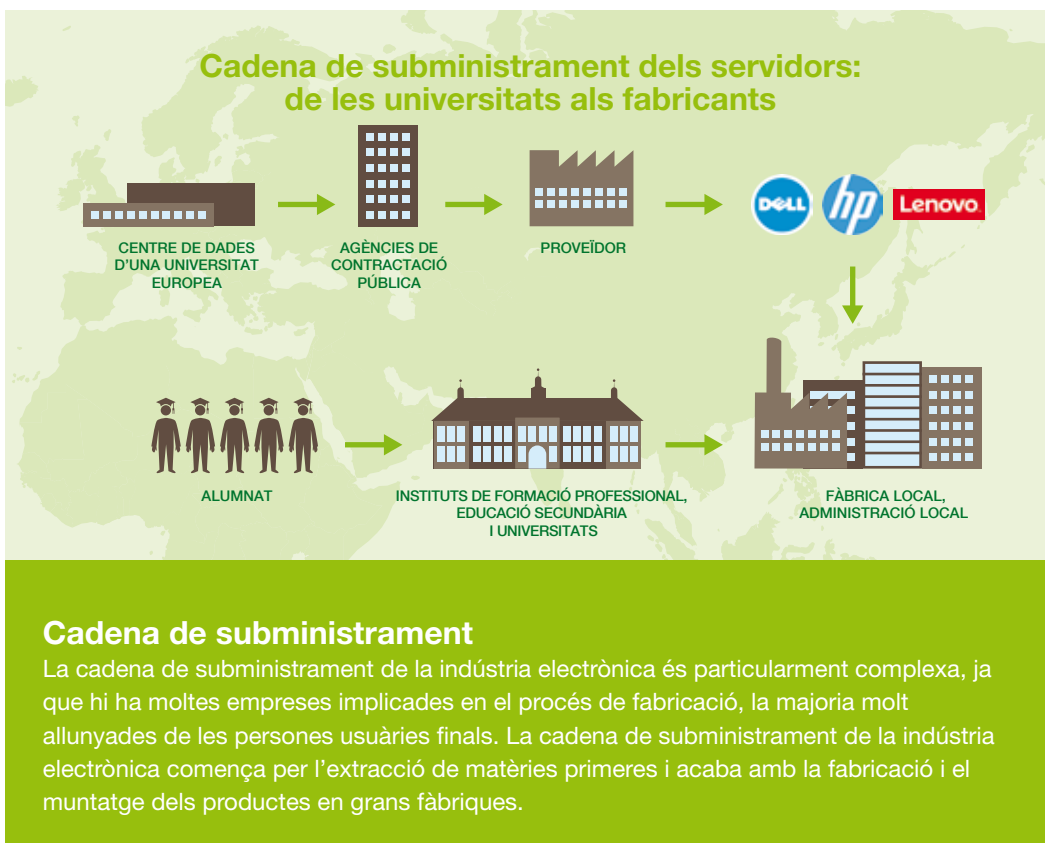 Cadena de subministrament dels servidors:
de les universitats als fabricants
CENTRE DE DADES
D'UNA UNIVERSITAT
EUROPEA
AGÈNCIES DE
CONTRACTACIÓ
PÚBLICA
PROVEÏDOR
DELL
hp
Lenovo
ALUMNAT
INSTITUTS DE FORMACIÓ PROFESSIONAL,
EDUCACIÓ SECUNDÀRIA
I UNIVERSITATS
FÀBRICA LOCAL,
ADMINISTRACIÓ LOCAL
Cadena de subministrament
La cadena de subministrament de la indústria electrònica és particularment complexa, ja
que hi ha moltes empreses implicades en el procés de fabricació, la majoria molt
allunyades de les persones usuàries finals. La cadena de subministrament de la indústria
electrònica comença per l'extracció de matèries primeres i acaba amb la fabricació i el
muntatge dels productes en grans fàbriques.